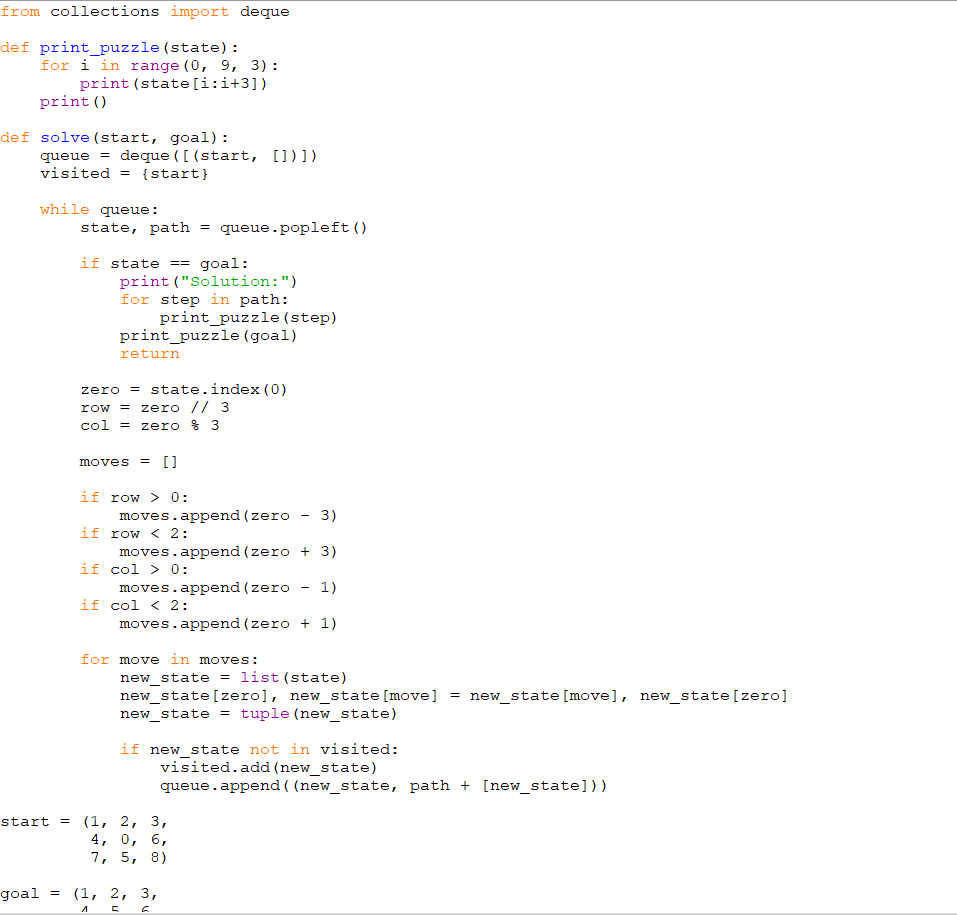 from collections import deque

def print_puzzle(state):
    for i in range(0, 9, 3):
        print(state[i:i+3])
    print()

def solve(start, goal):
    queue = deque([(start, [])])
    visited = {start}

    while queue:
        state, path = queue.popleft()

        if state == goal:
            print("Solution:")
            for step in path:
                print_puzzle(step)
            print_puzzle(goal)
            return

        zero = state.index(0)
        row = zero // 3
        col = zero % 3

        moves = []

        if row > 0:
            moves.append(zero - 3)
        if row < 2:
            moves.append(zero + 3)
        if col > 0:
            moves.append(zero - 1)
        if col < 2:
            moves.append(zero + 1)

        for move in moves:
            new_state = list(state)
            new_state[zero], new_state[move] = new_state[move], new_state[zero]
            new_state = tuple(new_state)

            if new_state not in visited:
                visited.add(new_state)
                queue.append((new_state, path + [new_state]))

start = (1, 2, 3,
         4, 0, 6,
         7, 5, 8)

goal = (1, 2, 3,
        4  5  6